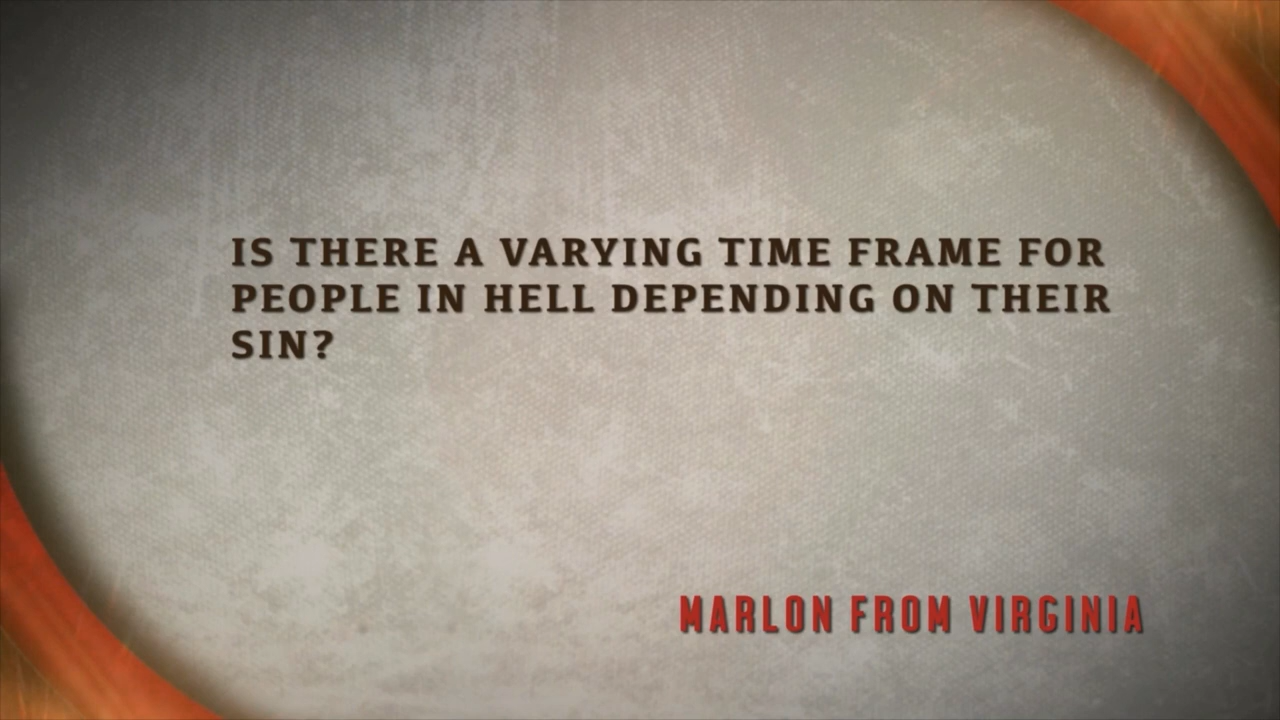 IS THERE A VARYING TIME FRAME FOR
PEOPLE IN HELL DEPENDING ON THEIR
SIN?
MARLON FROM VIRGINIA